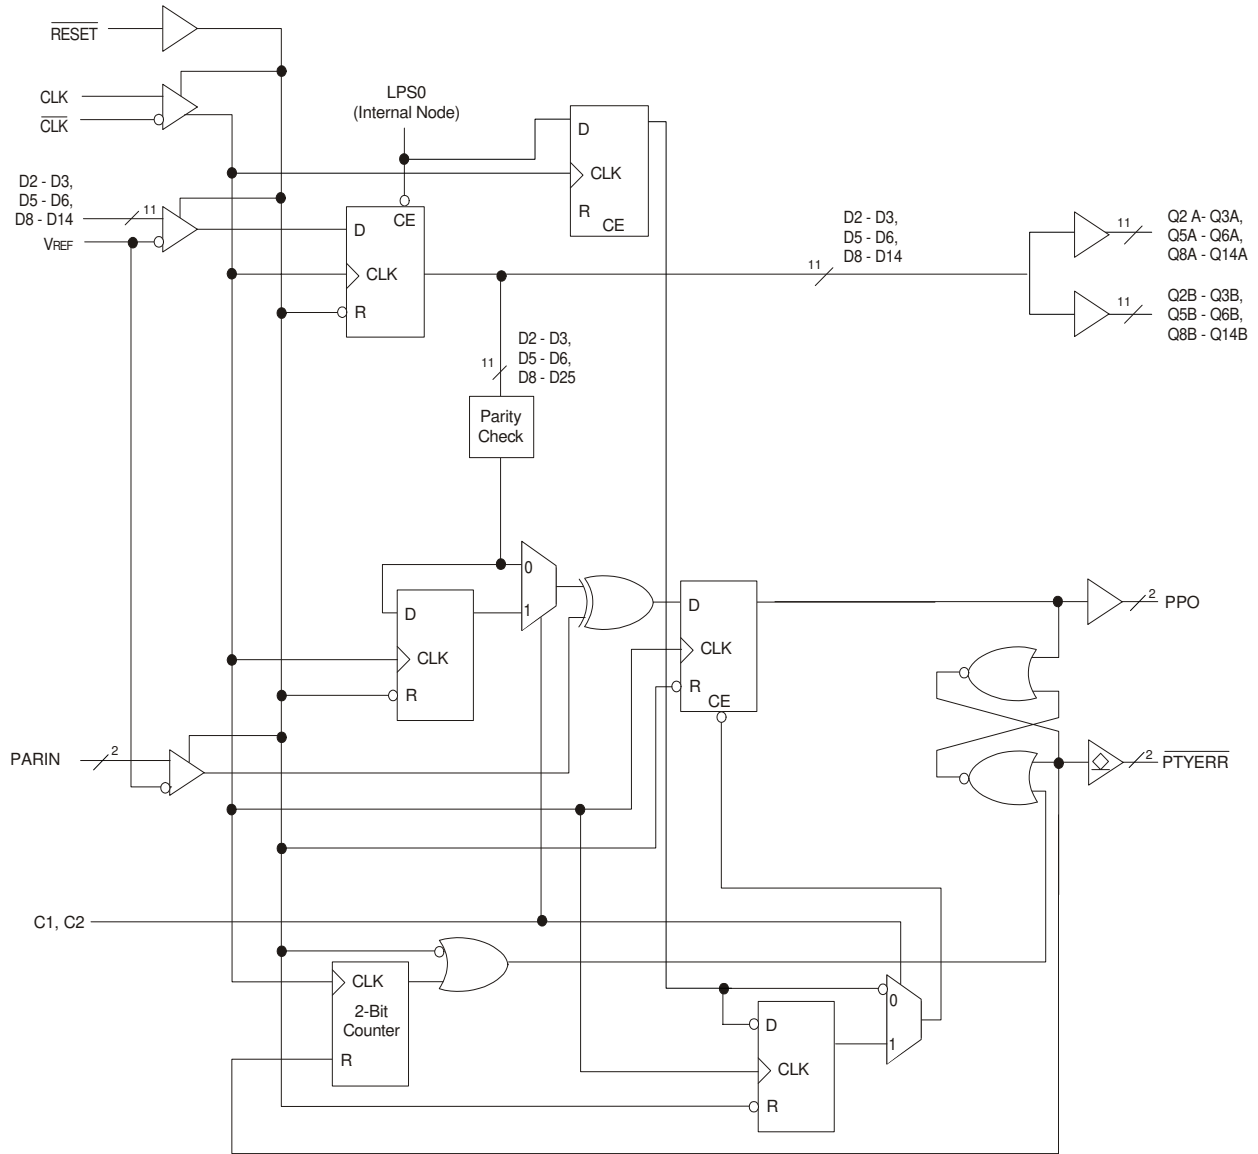 RESET
CLK
CLK
LPS0
(Internal Node)
D
CLK
R
CE
D2 - D3,
D5 - D6,
D8 - D14
11
VREF
CE
D
CLK
R
D2 - D3,
D5 - D6,
D8 - D14
11
11
Q2 A- Q3A,
Q5A - Q6A,
Q8A - Q14A
11
Q2B - Q3B,
Q5B - Q6B,
Q8B - Q14B
11
D2 - D3,
D5 - D6,
D8 - D25
Parity
Check
0
1
D
CLK
R
D
CLK
R
CE
2
PPO
PARIN
2
2
PTYERR
C1, C2
CLK
2-Bit
Counter
R
0
1
D
CLK
R